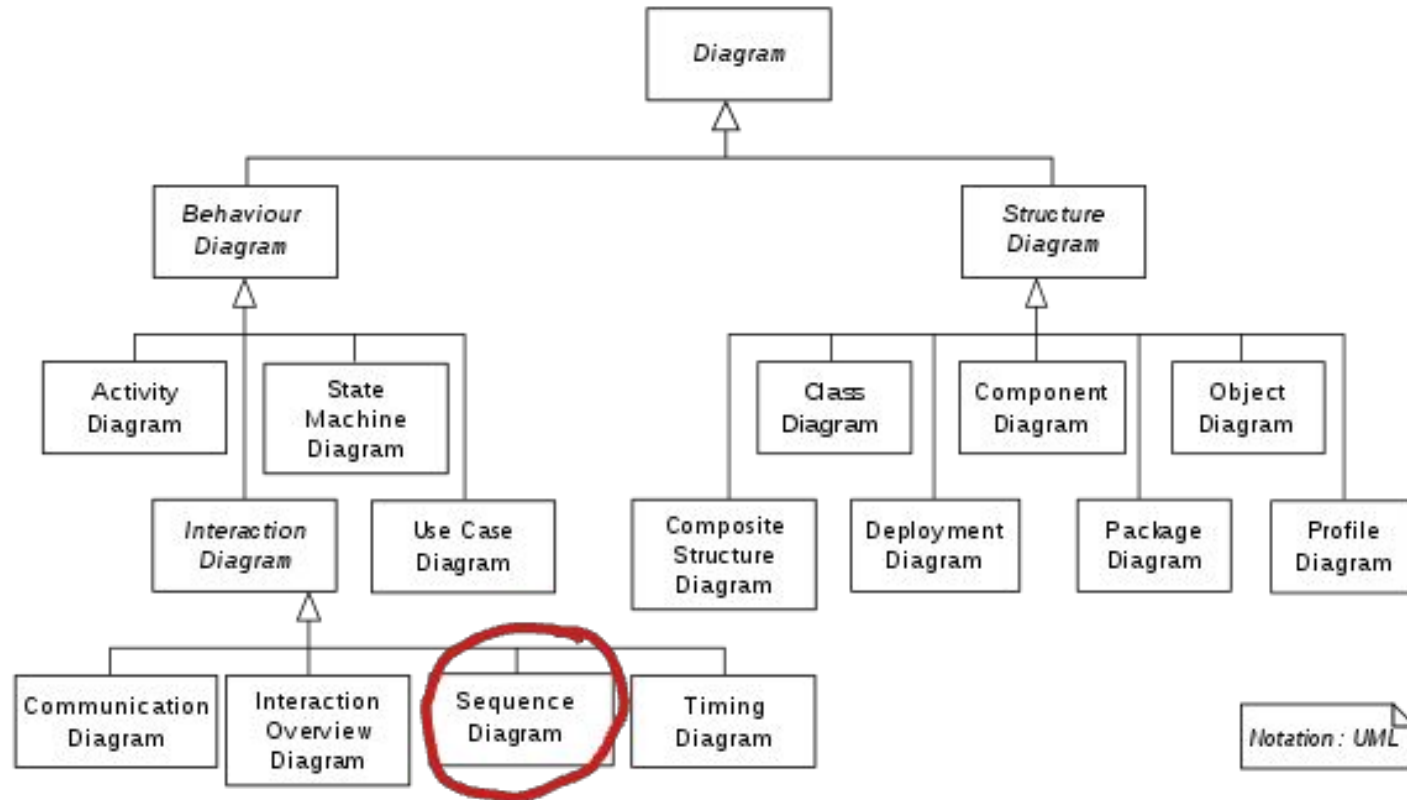 Diagram
Behaviour
Diagram
Structure
Diagram
Activity
Diagram
State
Machine
Diagram
Class
Diagram
Component
Diagram
Object
Diagram
Interaction
Diagram
Use Case
Diagram
Composite
Structure
Diagram
Deployment
Diagram
Package
Diagram
Profile
Diagram
Communication
Diagram
Interaction
Overview
Diagram
Sequence
Diagram
Timing
Diagram
Notation: UML